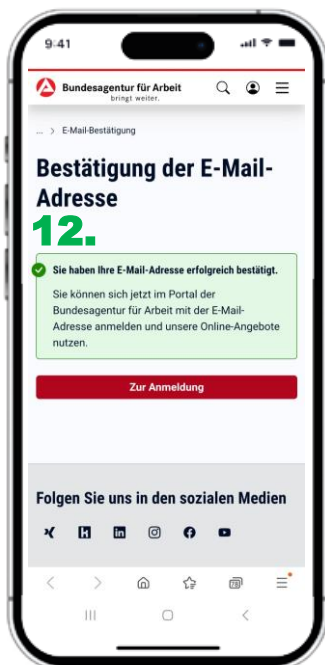 9:41
Bundesagentur für Arbeit
bringt weiter.
... > E-Mail-Bestätigung
Bestätigung der E-Mail-
Adresse
12.
Sie haben Ihre E-Mail-Adresse erfolgreich bestätigt.
Sie können sich jetzt im Portal der
Bundesagentur für Arbeit mit der E-Mail-
Adresse anmelden und unsere Online-Angebote
nutzen.
Zur Anmeldung
Folgen Sie uns in den sozialen Medien